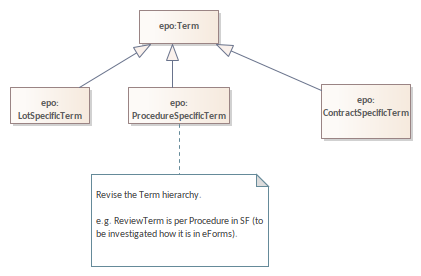 epo:Term
epo:
LotSpecificTerm
epo:
ProcedureSpecificTerm
epo:
ContractSpecificTerm
Revise the Term hierarchy.
e.g. ReviewTerm is per Procedure in SF (to
be investigated how it is in eForms).